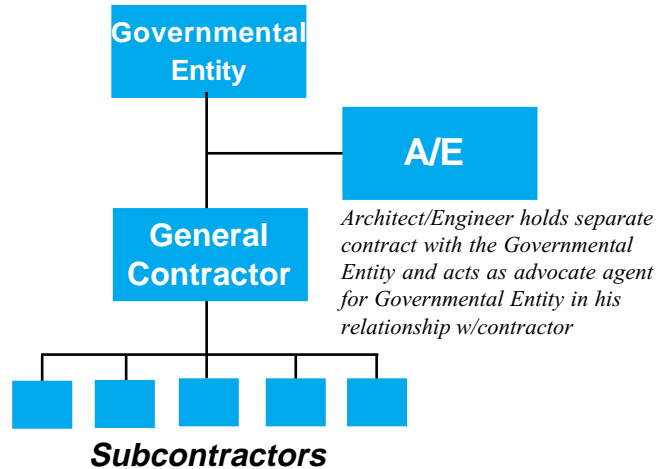 Governmental
Entity
A/E
Architect/Engineer holds separate
contract with the Governmental
Entity and acts as advocate agent
for Governmental Entity in his
relationship w/contractor
General
Contractor
Subcontractors